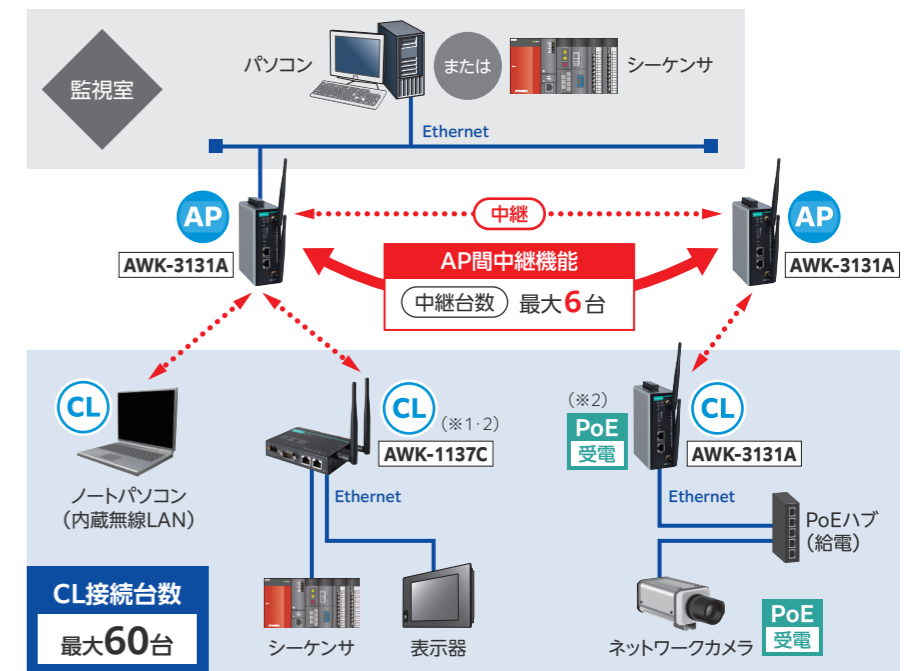 監視室
パソコン
または
シーケンサ
Ethernet
AP
AWK-3131A
中継
AP
AWK-3131A
AP間中継機能
中継台数 最大6台
CL
ノートパソコン
(内蔵無線LAN)
CL
(※1・2)
AWK-1137C
Ethernet
シーケンサ
表示器
(※2)
PoE
受電
CL
AWK-3131A
Ethernet
PoEハブ
(給電)
ネットワークカメラ
PoE
受電
CL接続台数
最大60台